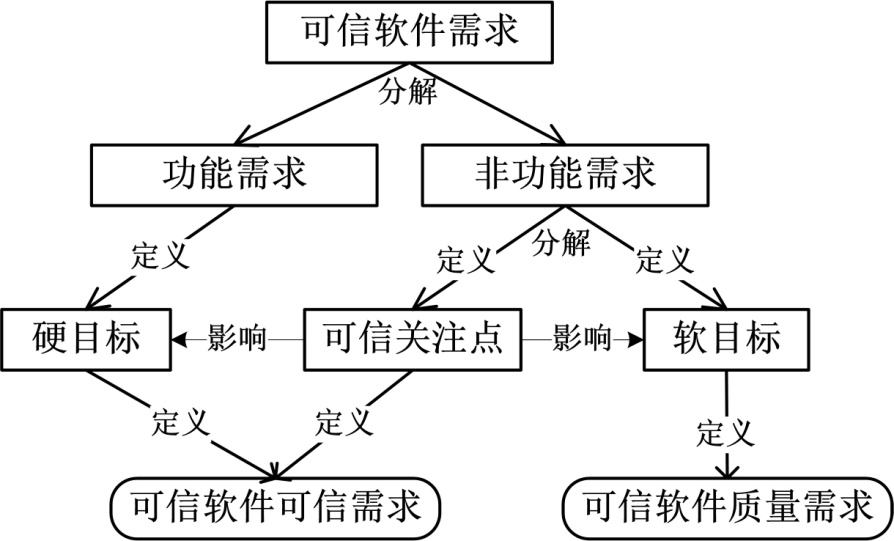 可信软件需求
分解
功能需求
非功能需求
定义
定义
分解
定义
硬目标
影响
可信关注点
影响
软目标
定义
定义
定义
可信软件可信需求
可信软件质量需求